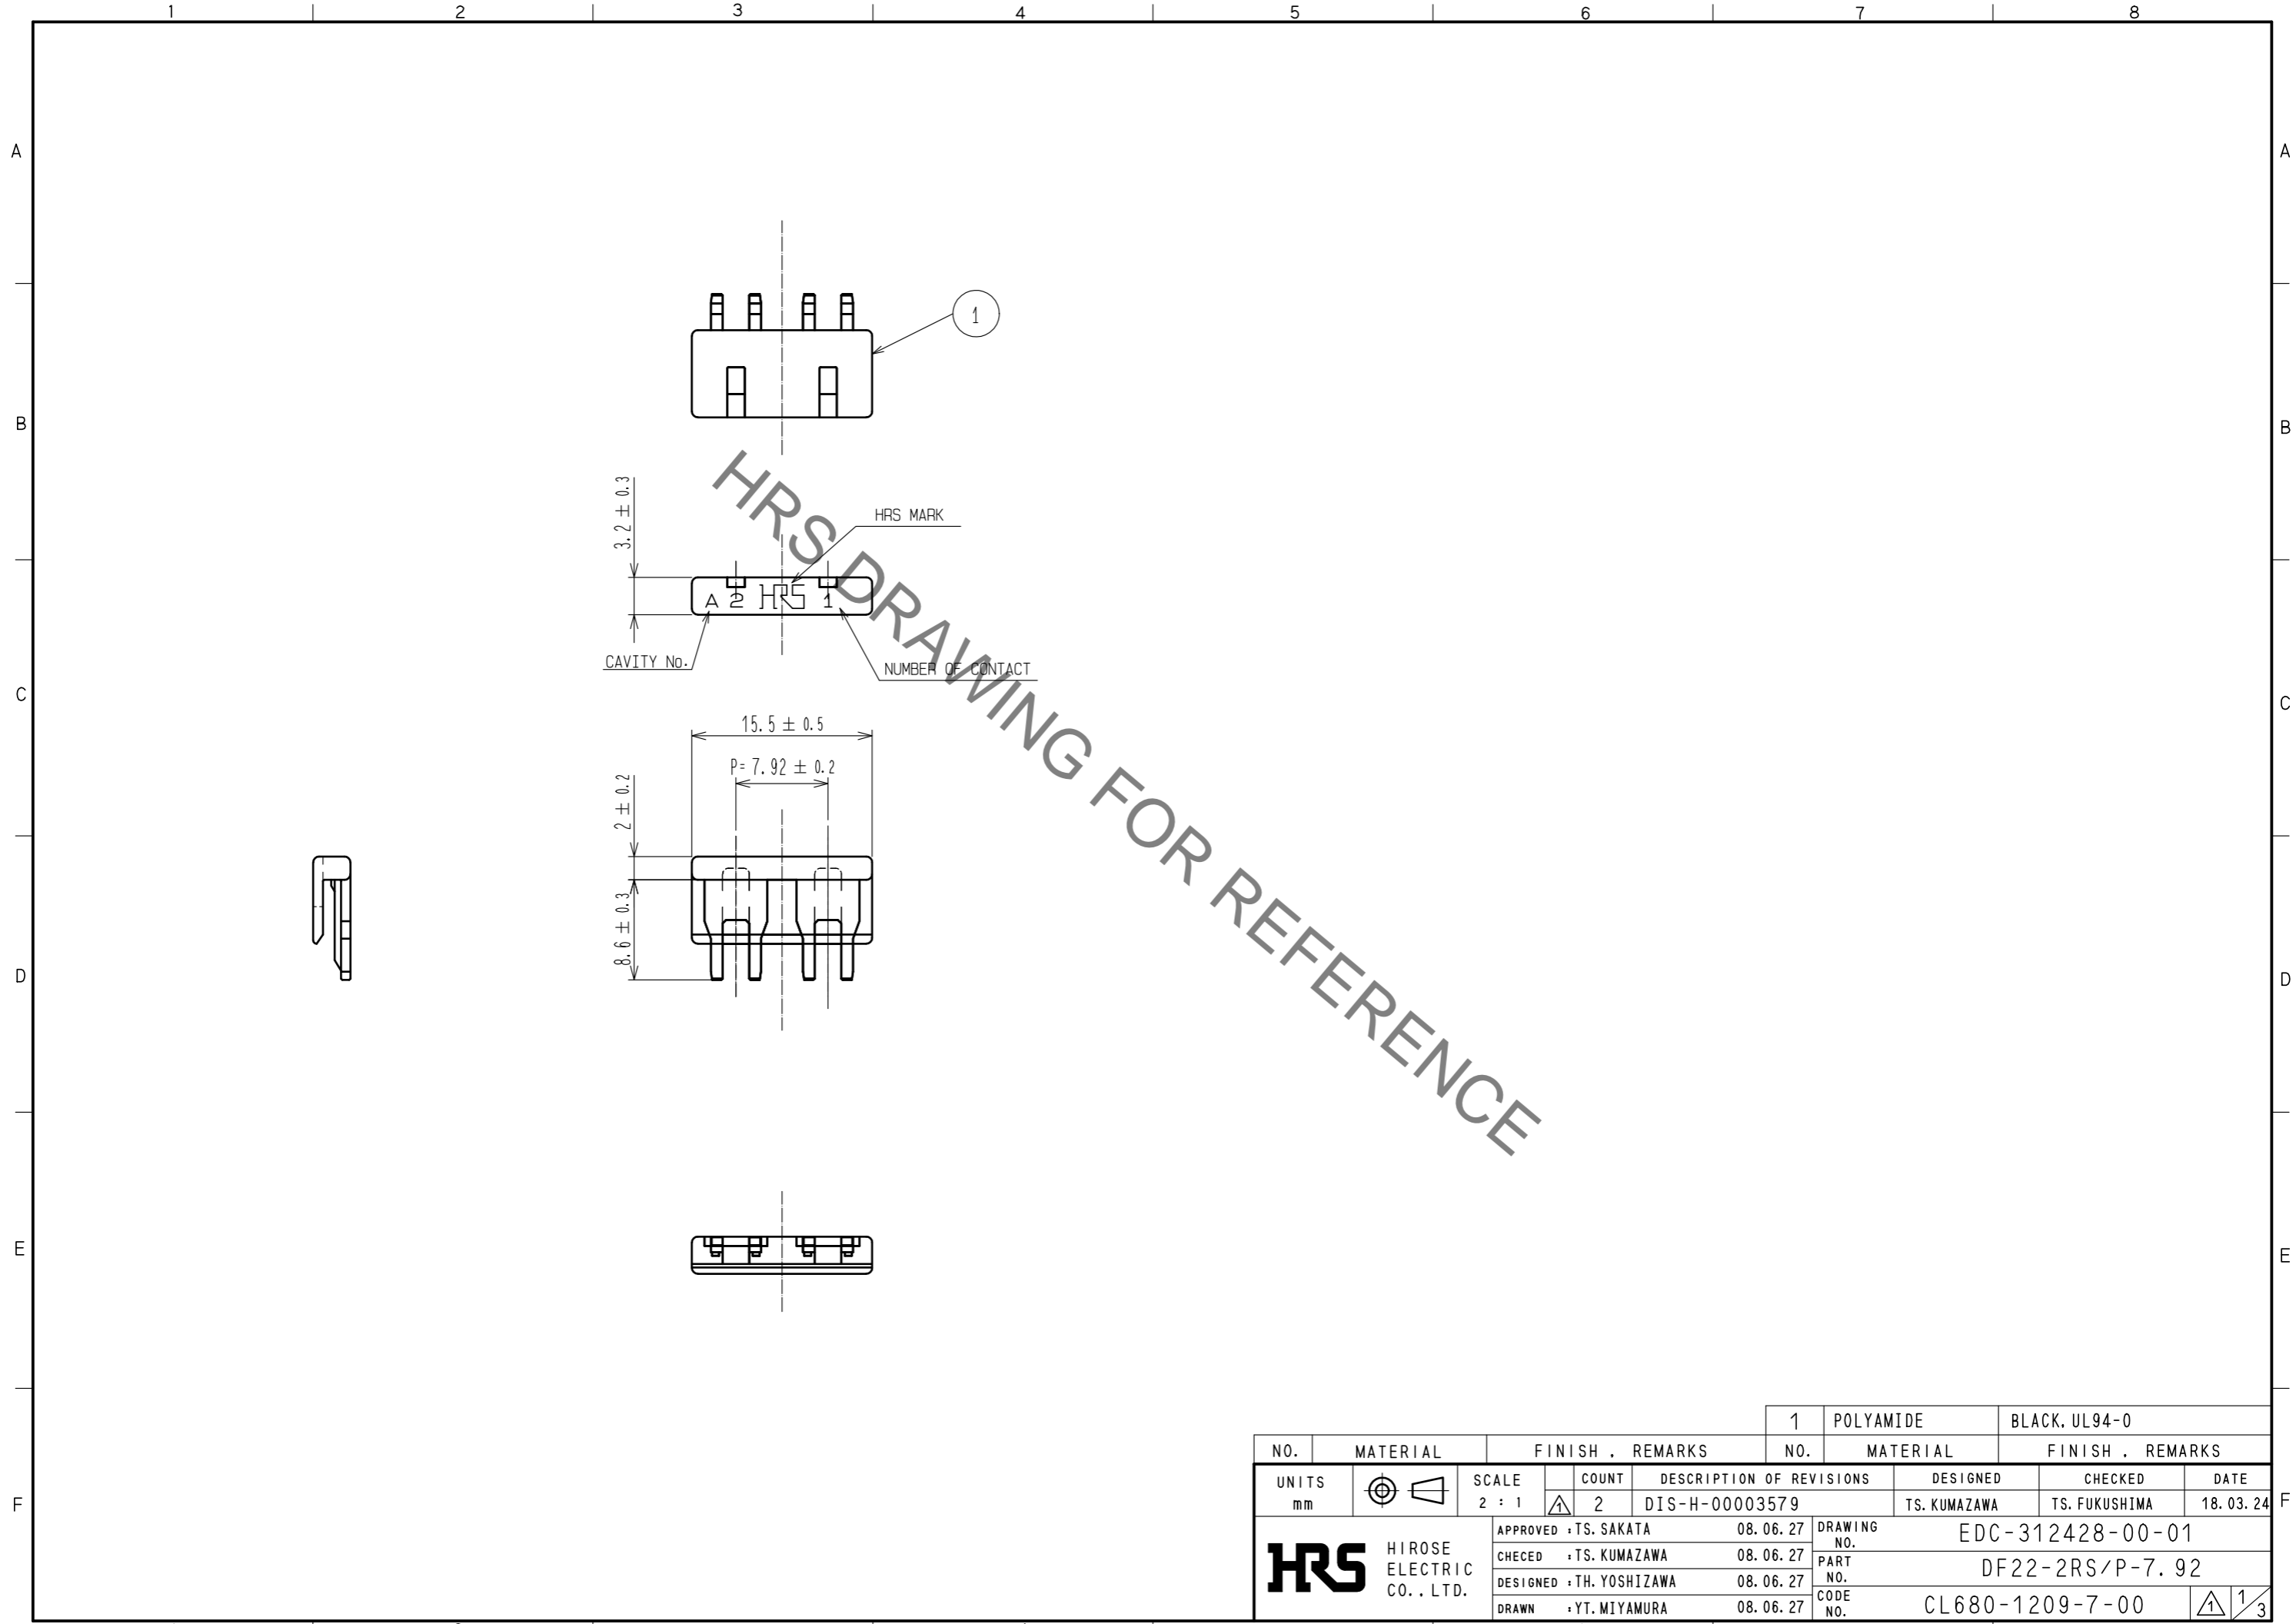 1 2 3 4 5 6 7 8
A A
B B
C C
D D
E E
F F
1
3.2 ± 0.3
HRS MARK
A 2 HRS 1
CAVITY No.
NUMBER OF CONTACT
15.5 ± 0.5
P= 7.92 ± 0.2
2 ± 0.2
8.6 ± 0.3
HRS DRAWING FOR REFERENCE
1 POLYAMIDE BLACK, UL94-0
NO. MATERIAL FINISH . REMARKS NO. MATERIAL FINISH . REMARKS
UNITS mm
SCALE 2 : 1
COUNT DESCRIPTION OF REVISIONS DESIGNED CHECKED DATE
1 2 DIS-H-00003579 TS. KUMAZAWA TS. FUKUSHIMA 18. 03. 24
HRS
HIROSE
ELECTRIC
CO., LTD.
APPROVED : TS. SAKATA 08. 06. 27
CHECED : TS. KUMAZAWA 08. 06. 27
DESIGNED : TH. YOSHIZAWA 08. 06. 27
DRAWN : YT. MIYAMURA 08. 06. 27
DRAWING NO. EDC-312428-00-01
PART NO. DF22-2RS/P-7. 92
CODE NO. CL680-1209-7-00 1 1/3